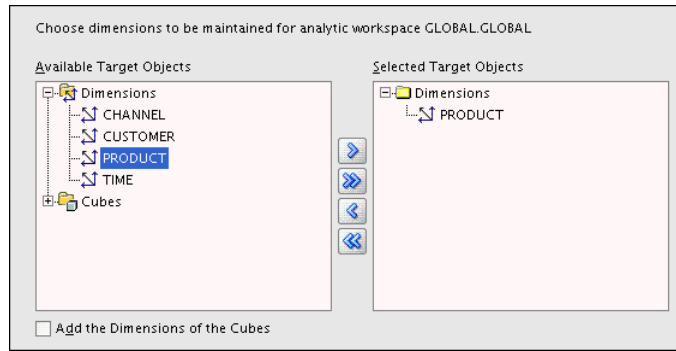 Choose dimensions to be maintained for analytic workspace GLOBAL.GLOBAL
Available Target Objects
Dimensions
CHANNEL
CUSTOMER
PRODUCT
TIME
Cubes
Selected Target Objects
Dimensions
PRODUCT
Add the Dimensions of the Cubes